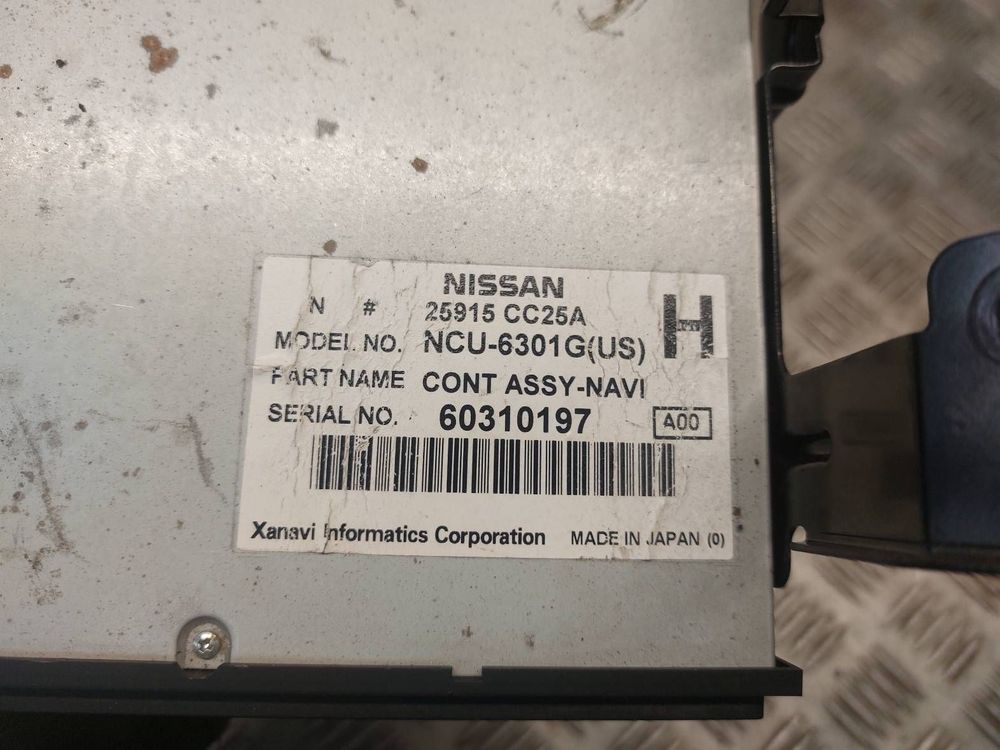 NISSAN
N # 25915 CC25A
H
MODEL NO. NCU-6301G(US)
PART NAME CONT ASSY-NAVI
SERIAL NO. 60310197
A00
Xanavi Informatics Corporation MADE IN JAPAN (0)